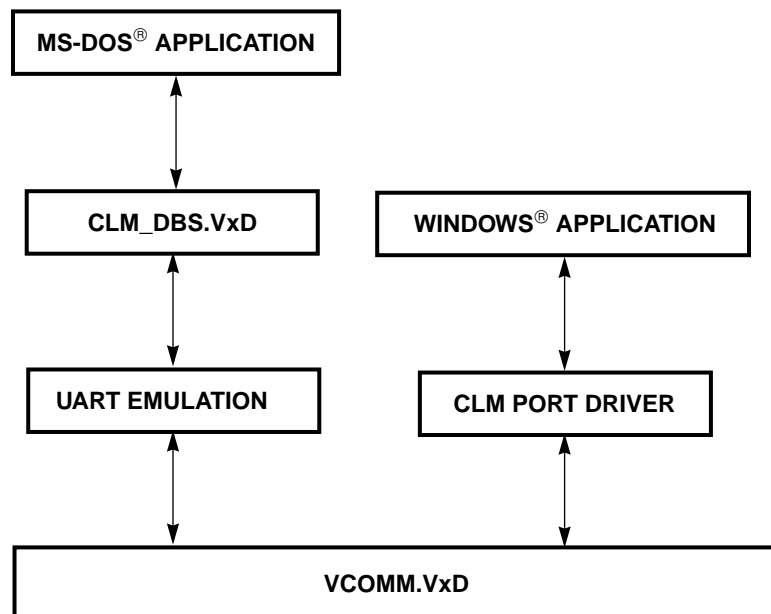 MS-DOS® APPLICATION
CLM_DBS.VxD
WINDOWS® APPLICATION
UART EMULATION
CLM PORT DRIVER
VCOMM.VxD